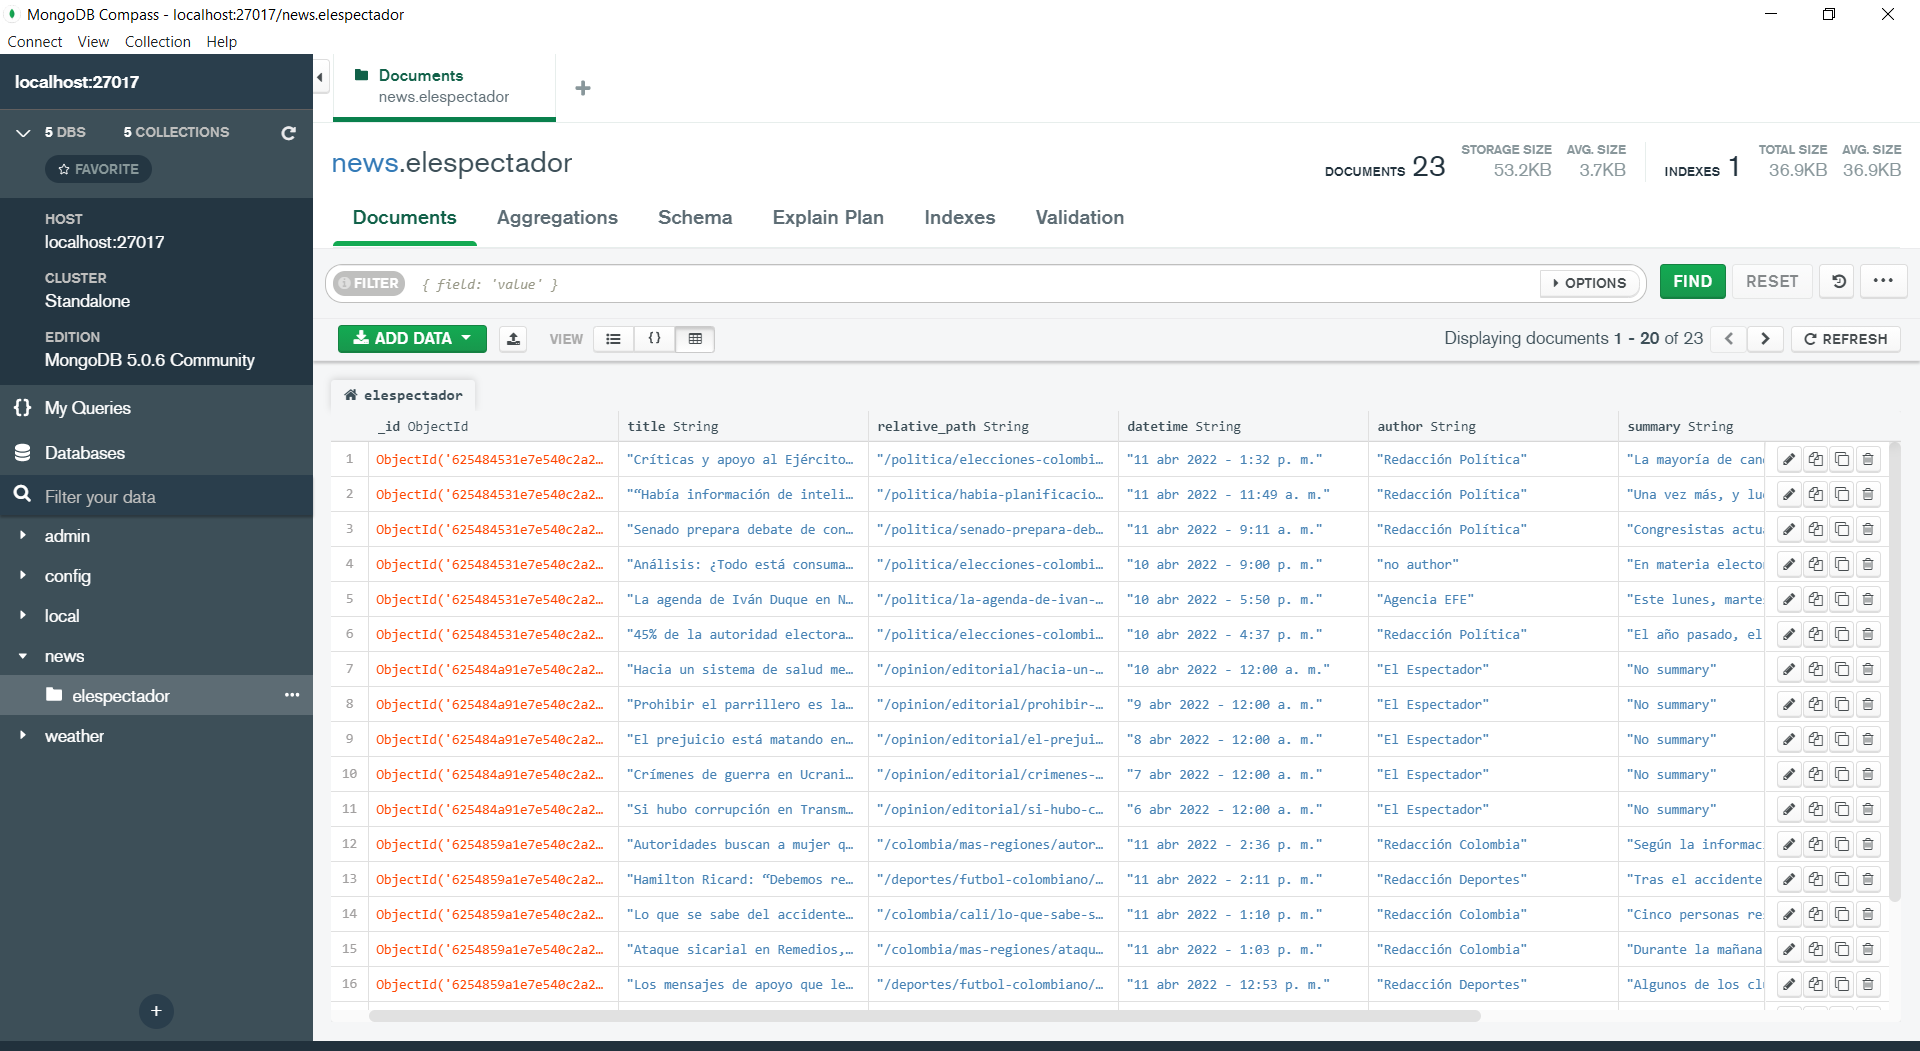 MongoDB Compass - localhost:27017/news.elespectador
Connect View Collection Help
localhost:27017
5 DBS 5 COLLECTIONS
FAVORITE
HOST
localhost:27017
CLUSTER
Standalone
EDITION
MongoDB 5.0.6 Community
{} My Queries
Databases
Filter your data
admin
config
local
news
elespectador ...
weather
+
Documents
news.elespectador
+
news.elespectador
DOCUMENTS 23
STORAGE SIZE 53.2KB
AVG. SIZE 3.7KB
INDEXES 1
TOTAL SIZE 36.9KB
AVG. SIZE 36.9KB
Documents Aggregations Schema Explain Plan Indexes Validation
FILTER { field: 'value' } OPTIONS FIND RESET ...
ADD DATA VIEW {} Displaying documents 1 - 20 of 23 < > REFRESH
elespectador
_id ObjectId title String relative_path String datetime String author String summary String
1 ObjectId('625484531e7e540c2a2… "Críticas y apoyo al Ejército… "/politica/elecciones-colombi… "11 abr 2022 - 1:32 p. m." "Redacción Política" "La mayoría de can
2 ObjectId('625484531e7e540c2a2… "“Había información de inteli… "/politica/habia-planificacio… "11 abr 2022 - 11:49 a. m." "Redacción Política" "Una vez más, y lu
3 ObjectId('625484531e7e540c2a2… "Senado prepara debate de con… "/politica/senado-prepara-deb… "11 abr 2022 - 9:11 a. m." "Redacción Política" "Congresistas actu
4 ObjectId('625484531e7e540c2a2… "Análisis: ¿Todo está consuma… "/politica/elecciones-colombi… "10 abr 2022 - 9:00 p. m." "no author" "En materia electo
5 ObjectId('625484531e7e540c2a2… "La agenda de Iván Duque en N… "/politica/la-agenda-de-ivan-… "10 abr 2022 - 5:50 p. m." "Agencia EFE" "Este lunes, marte
6 ObjectId('625484531e7e540c2a2… "45% de la autoridad electora… "/politica/elecciones-colombi… "10 abr 2022 - 4:37 p. m." "Redacción Política" "El año pasado, el
7 ObjectId('625484a91e7e540c2a2… "Hacia un sistema de salud me… "/opinion/editorial/hacia-un-… "10 abr 2022 - 12:00 a. m." "El Espectador" "No summary"
8 ObjectId('625484a91e7e540c2a2… "Prohibir el parrillero es la… "/opinion/editorial/prohibir-… "9 abr 2022 - 12:00 a. m." "El Espectador" "No summary"
9 ObjectId('625484a91e7e540c2a2… "El prejuicio está matando en… "/opinion/editorial/el-prejui… "8 abr 2022 - 12:00 a. m." "El Espectador" "No summary"
10 ObjectId('625484a91e7e540c2a2… "Crímenes de guerra en Ucrani… "/opinion/editorial/crimenes-… "7 abr 2022 - 12:00 a. m." "El Espectador" "No summary"
11 ObjectId('625484a91e7e540c2a2… "Si hubo corrupción en Transm… "/opinion/editorial/si-hubo-c… "6 abr 2022 - 12:00 a. m." "El Espectador" "No summary"
12 ObjectId('6254859a1e7e540c2a2… "Autoridades buscan a mujer q… "/colombia/mas-regiones/autor… "11 abr 2022 - 2:36 p. m." "Redacción Colombia" "Según la informac
13 ObjectId('6254859a1e7e540c2a2… "Hamilton Ricard: “Debemos re… "/deportes/futbol-colombiano/… "11 abr 2022 - 2:11 p. m." "Redacción Deportes" "Tras el accidente
14 ObjectId('6254859a1e7e540c2a2… "Lo que se sabe del accidente… "/colombia/cali/lo-que-sabe-s… "11 abr 2022 - 1:10 p. m." "Redacción Colombia" "Cinco personas re
15 ObjectId('6254859a1e7e540c2a2… "Ataque sicarial en Remedios,… "/colombia/mas-regiones/ataqu… "11 abr 2022 - 1:03 p. m." "Redacción Colombia" "Durante la mañana
16 ObjectId('6254859a1e7e540c2a2… "Los mensajes de apoyo que le… "/deportes/futbol-colombiano/… "11 abr 2022 - 12:53 p. m." "Redacción Deportes" "Algunos de los cl